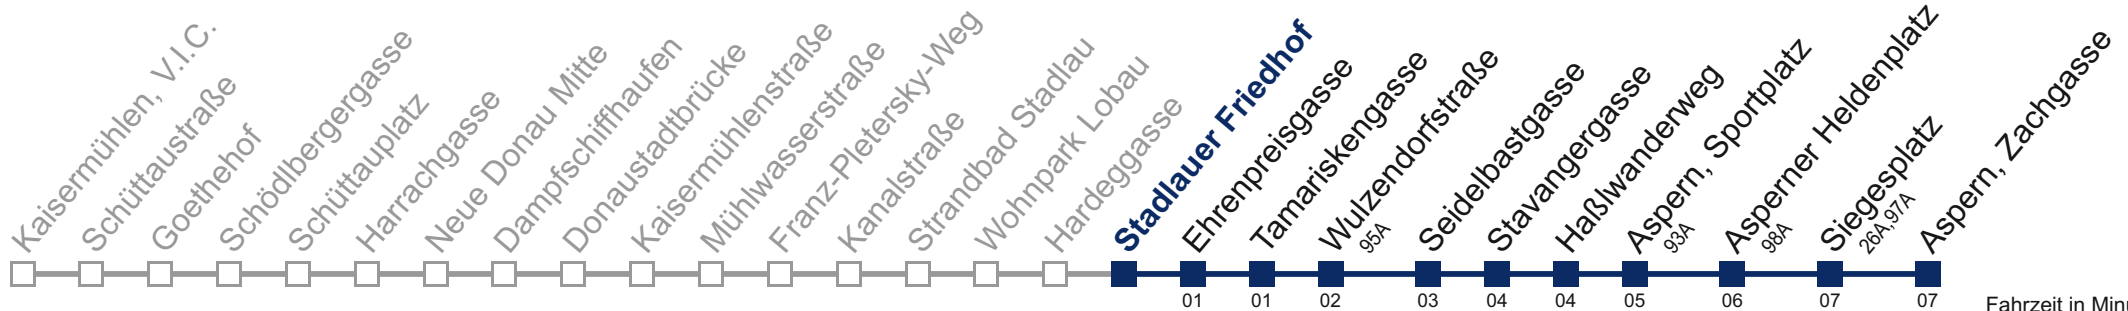 Kaisermühlen, V.I.C.
Schüttaustraße
Goethehof
Schödlbergergasse
Schüttauplatz
Harrachgasse
Neue Donau Mitte
Dampfschiffhaufen
Donaustadtbrücke
Kaisermühlenstraße
Mühlwasserstraße
Franz-Pletersky-Weg
Kanalstraße
Strandbad Stadlau
Wohnpark Lobau
Hardeggasse
Stadlauer Friedhof
Ehrenpreisgasse
Tamariskengasse
Wulzendorfstraße
95A
Seidelbastgasse
Stavangergasse
Haßlwanderweg
Aspern, Sportplatz
93A
Asperner Heldenplatz
98A
Siegesplatz
26A,97A
Aspern, Zachgasse
01 01 02 03 04 04 05 06 07 07
Fahrzeit in